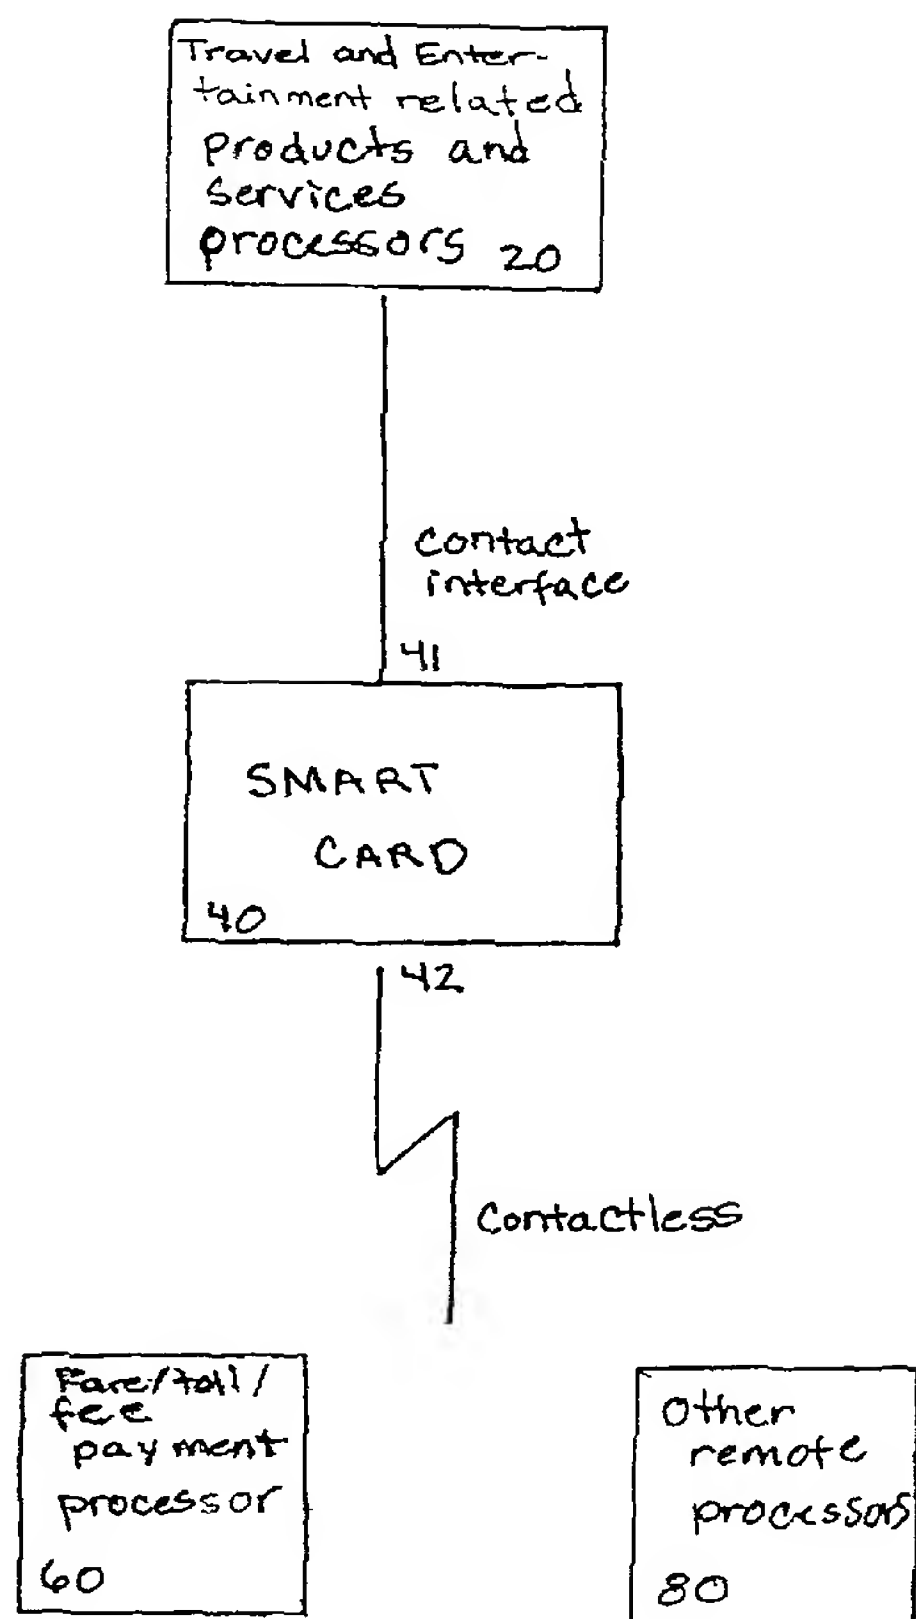 Travel and Enter-
tainment related
products and
services
processors 20
contact
interface
41
SMART
CARD
40
42
Contactless
Fare/toll/
fee
payment
processor
60
Other
remote
processors
80